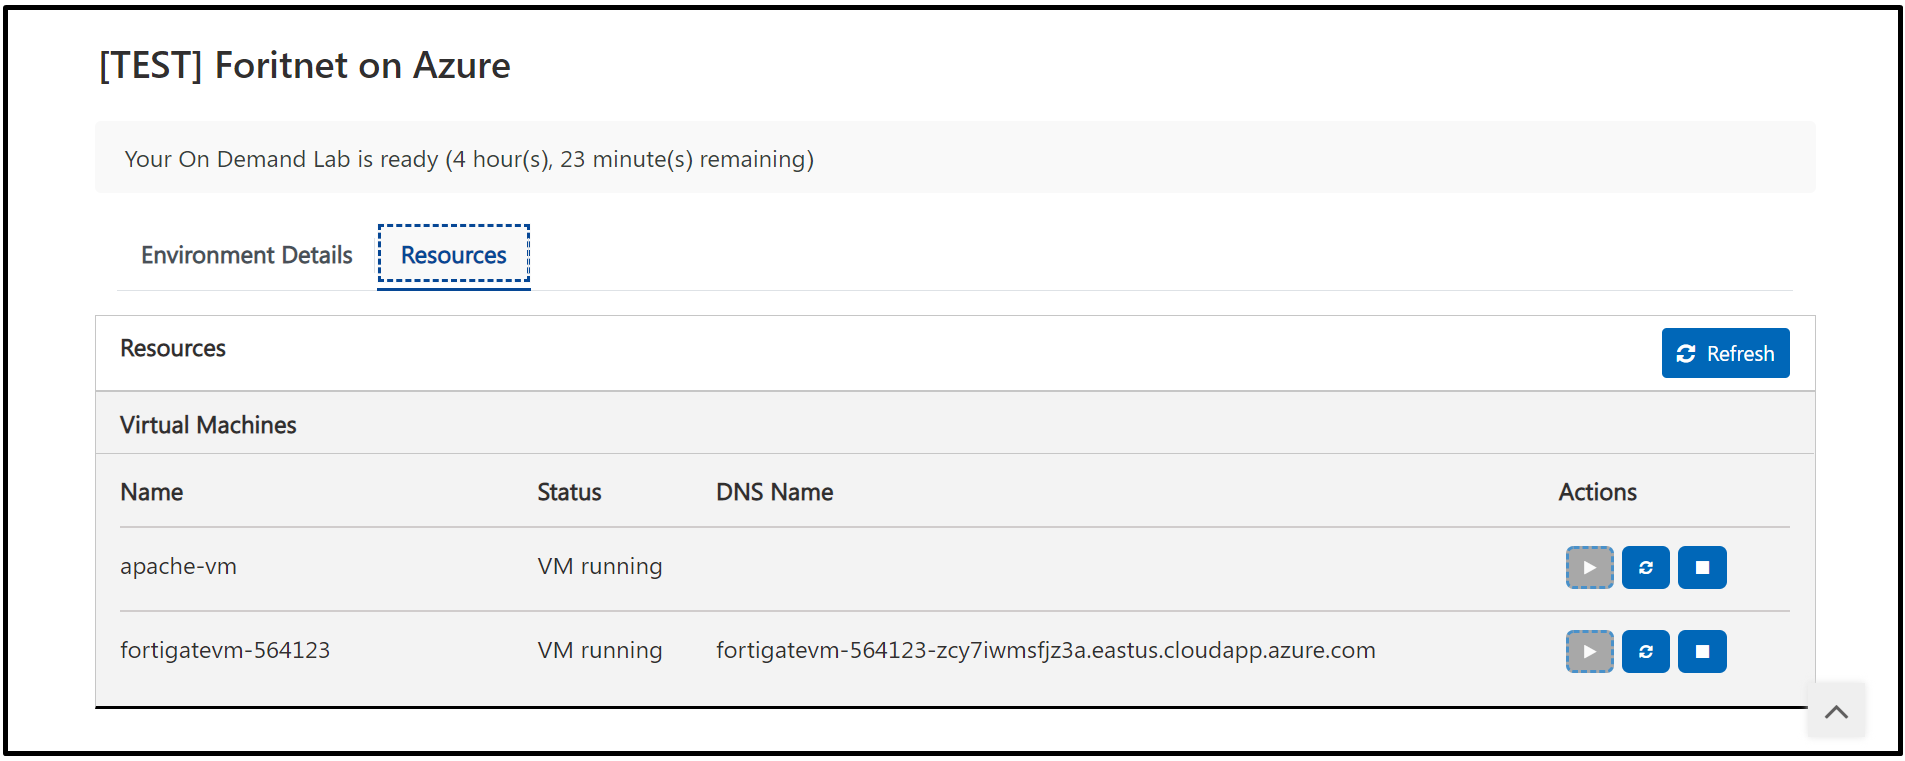 [TEST] Foritnet on Azure
Your On Demand Lab is ready (4 hour(s), 23 minute(s) remaining)
Environment Details Resources
Resources Refresh
Virtual Machines
Name Status DNS Name Actions
apache-vm VM running
fortigatevm-564123 VM running fortigatevm-564123-zcy7iwmsfjz3a.eastus.cloudapp.azure.com